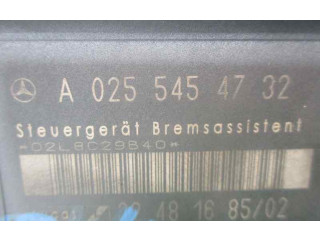 A 025 545 47 32
Steuergerät Bremsassistent
*02L8C29840*
48 16 85/02